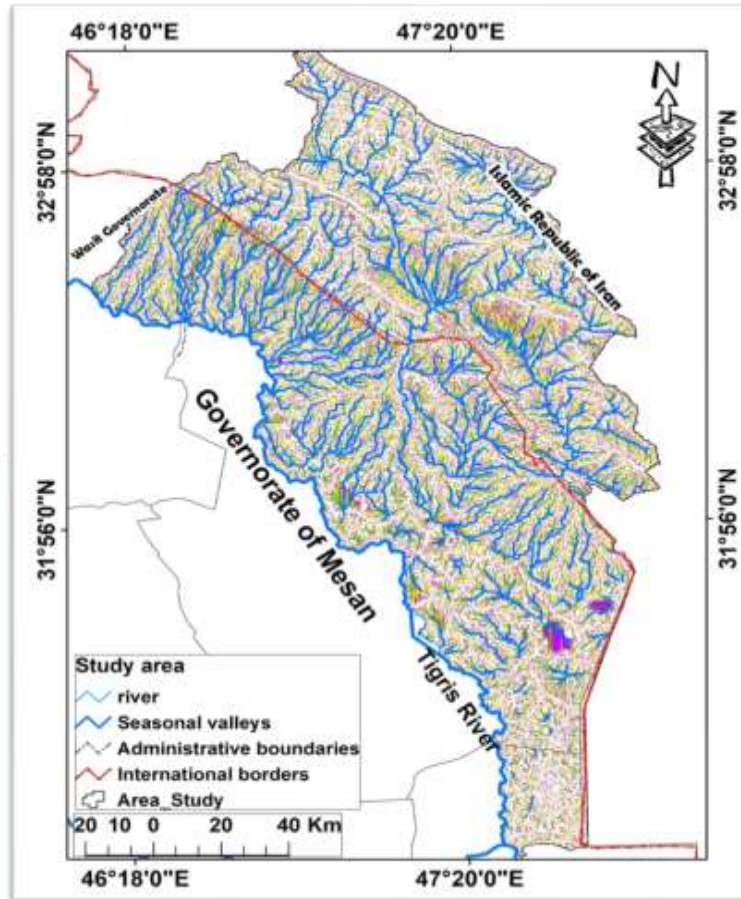 46°18'0"E 47°20'0"E
N
32°58'0"N 32°58'0"N
Islamic Republic of Iran
Wasit Governorate
Governorate of Mesan
31°56'0"N 31°56'0"N
Tigris River
Study area
river
Seasonal valleys
Administrative boundaries
International borders
Area_Study
20 10 0 20 40 Km
46°18'0"E 47°20'0"E